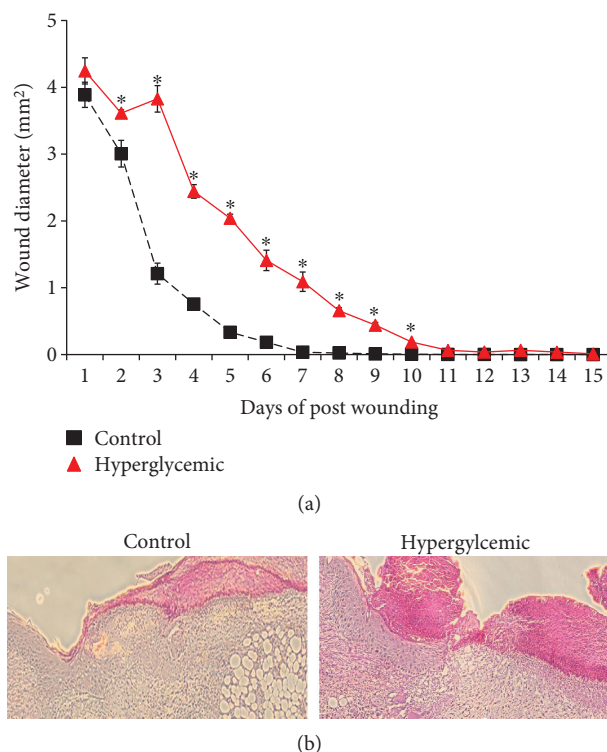 5
4
3
2
1
0
Wound diameter (mm²)
* * * * * * * * *
1 2 3 4 5 6 7 8 9 10 11 12 13 14 15
Days of post wounding
Control
Hyperglycemic
(a)
Control
Hypergylcemic
(b)